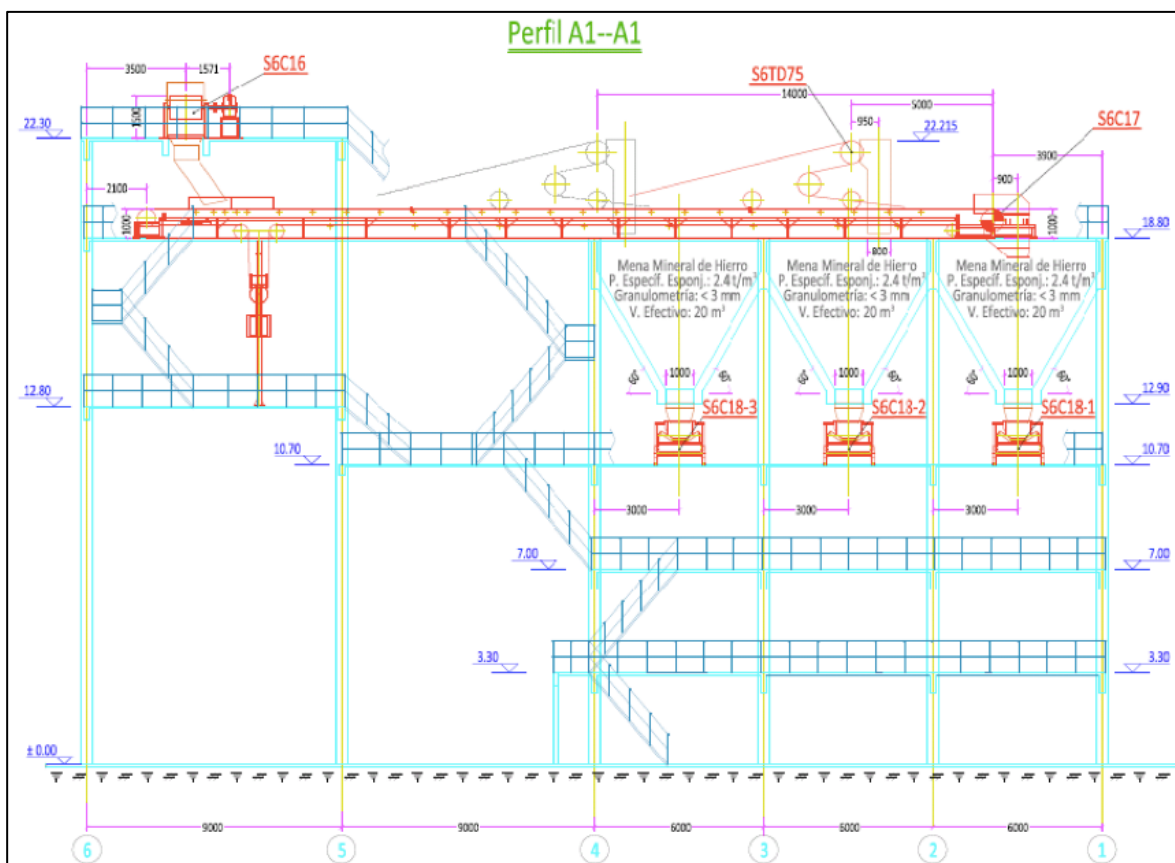 Perfil A1--A1
3500
1571
S6C16
S6TD75
14000
5000
S6C17
1500
950
22.30
22.215
3900
2100
900
1000
1000
18.80
800
Mena Mineral de Hierro
P. Específ. Esponj.: 2.4 t/m³
Granulometría: < 3 mm
V. Efectivo: 20 m³
Mena Mineral de Hierro
P. Específ. Esponj.: 2.4 t/m³
Granulometría: < 3 mm
V. Efectivo: 20 m³
Mena Mineral de Hierro
P. Específ. Esponj.: 2.4 t/m³
Granulometría: < 3 mm
V. Efectivo: 20 m³
12.80
1000
1000
1000
12.90
S6C18-3
S6C18-2
S6C18-1
10.70
10.70
3000
3000
3000
7.00
7.00
3.30
3.30
± 0.00
9000
9000
6000
6000
6000
6
5
4
3
2
1